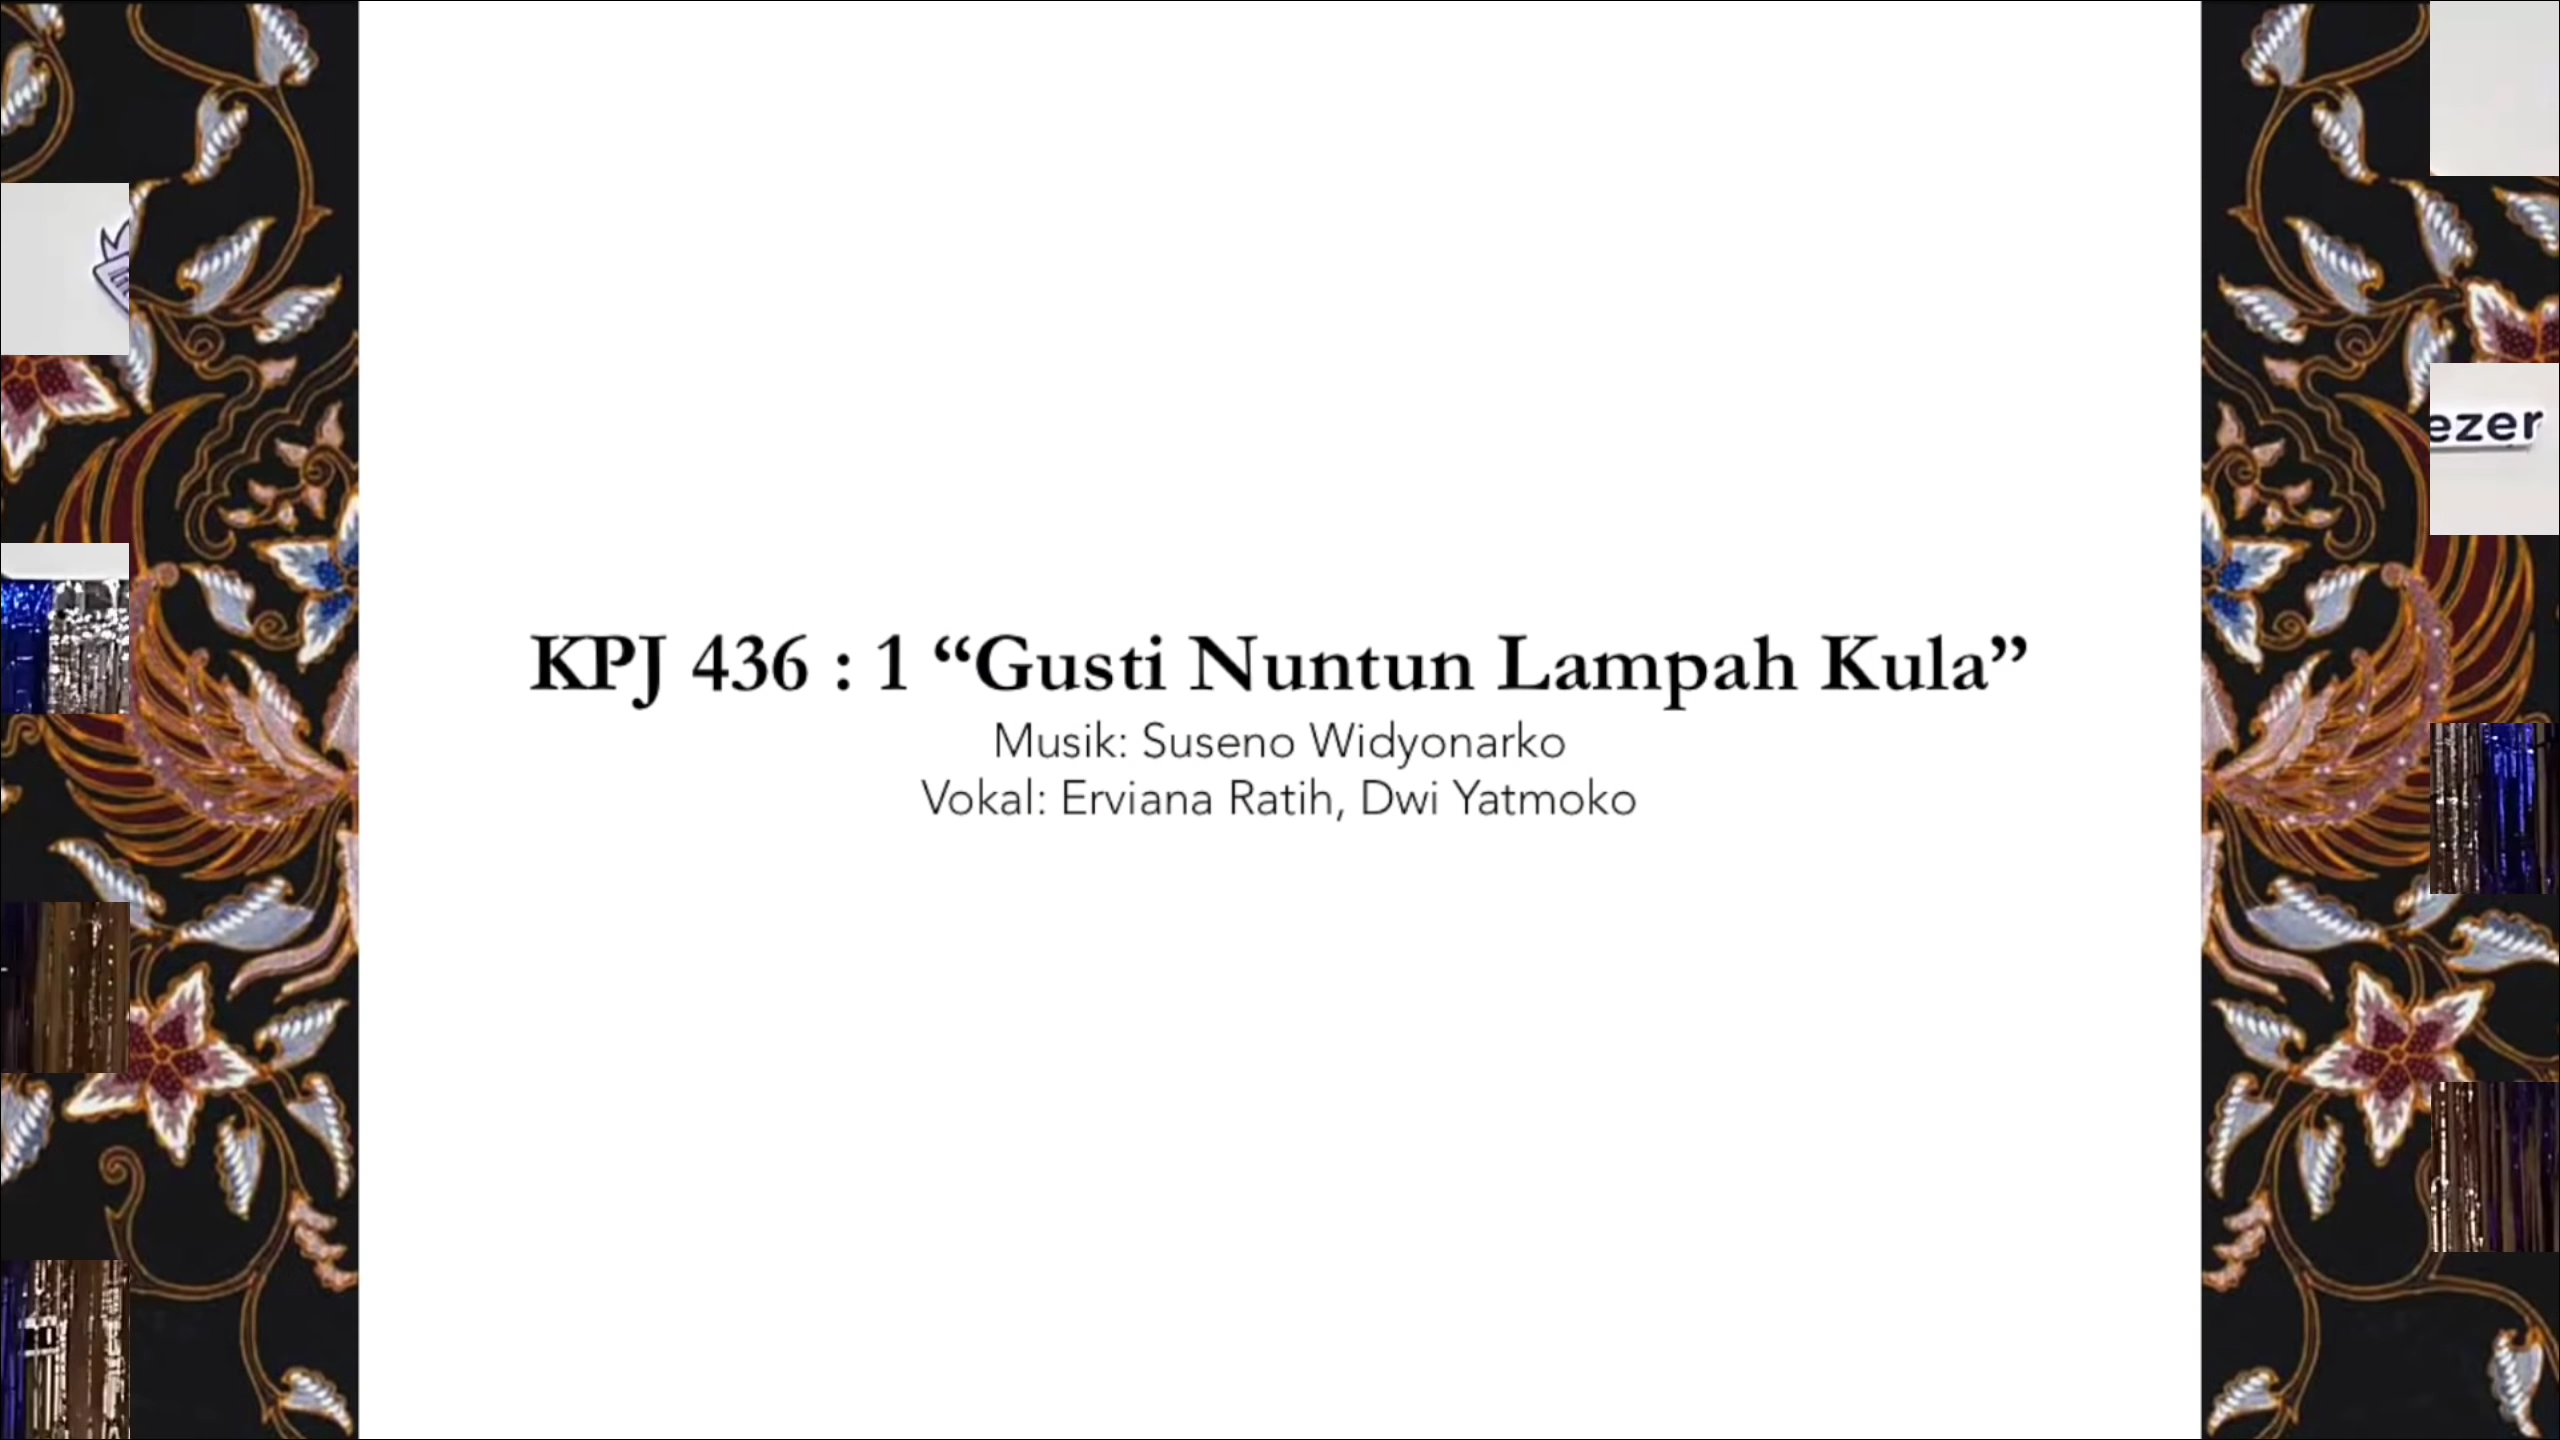 KPJ 436 : 1 “Gusti Nuntun Lampah Kula”
Musik: Suseno Widyonarko
Vokal: Erviana Ratih, Dwi Yatmoko
ezer